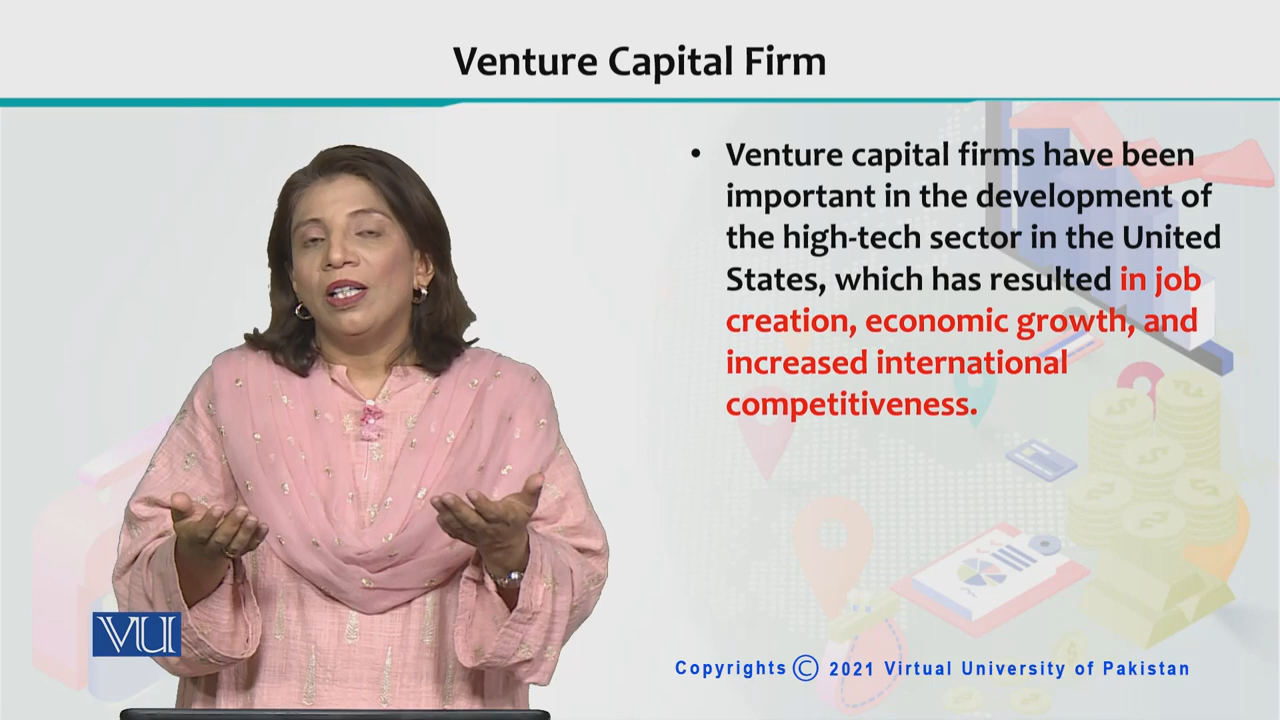 Venture Capital Firm
• Venture capital firms have been
important in the development of
the high-tech sector in the United
States, which has resulted in job
creation, economic growth, and
increased international
competitiveness.
VU
Copyrights © 2021 Virtual University of Pakistan